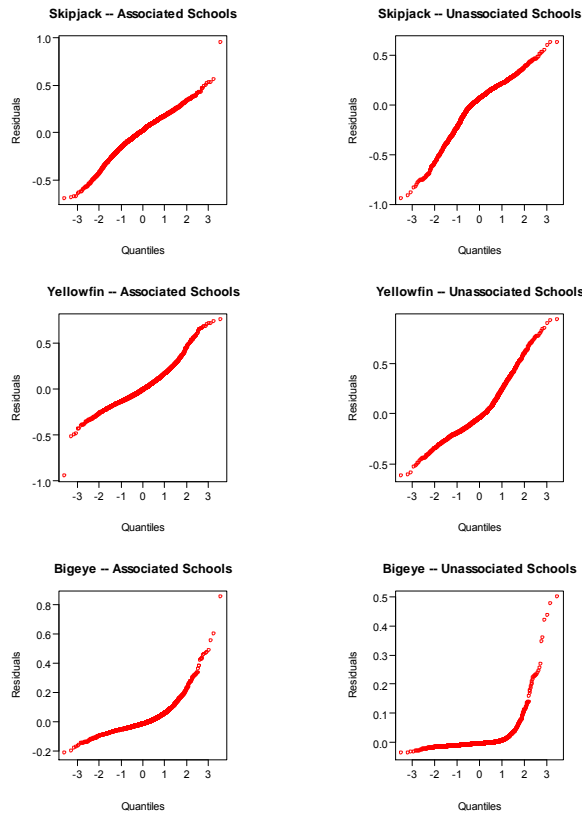 Skipjack -- Associated Schools
1.0
0.5
0.0
-0.5
Residuals
-3 -2 -1 0 1 2 3
Quantiles
Skipjack -- Unassociated Schools
0.5
0.0
-0.5
-1.0
Residuals
-3 -2 -1 0 1 2 3
Quantiles
Yellowfin -- Associated Schools
0.5
0.0
-0.5
-1.0
Residuals
-3 -2 -1 0 1 2 3
Quantiles
Yellowfin -- Unassociated Schools
0.5
0.0
-0.5
Residuals
-3 -2 -1 0 1 2 3
Quantiles
Bigeye -- Associated Schools
0.8
0.6
0.4
0.2
0.0
-0.2
Residuals
-3 -2 -1 0 1 2 3
Quantiles
Bigeye -- Unassociated Schools
0.5
0.4
0.3
0.2
0.1
0.0
Residuals
-3 -2 -1 0 1 2 3
Quantiles